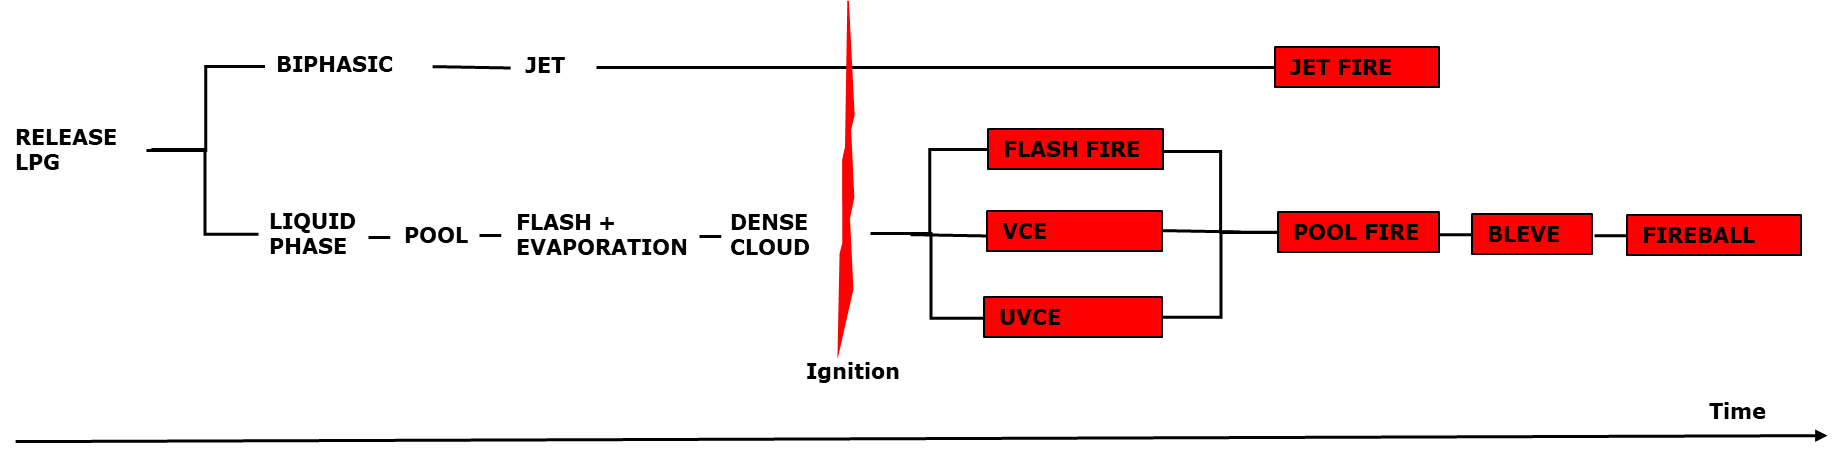 BIPHASIC
JET
JET FIRE
RELEASE
LPG
FLASH FIRE
LIQUID
PHASE
POOL
FLASH +
EVAPORATION
DENSE
CLOUD
VCE
POOL FIRE
BLEVE
FIREBALL
UVCE
Ignition
Time